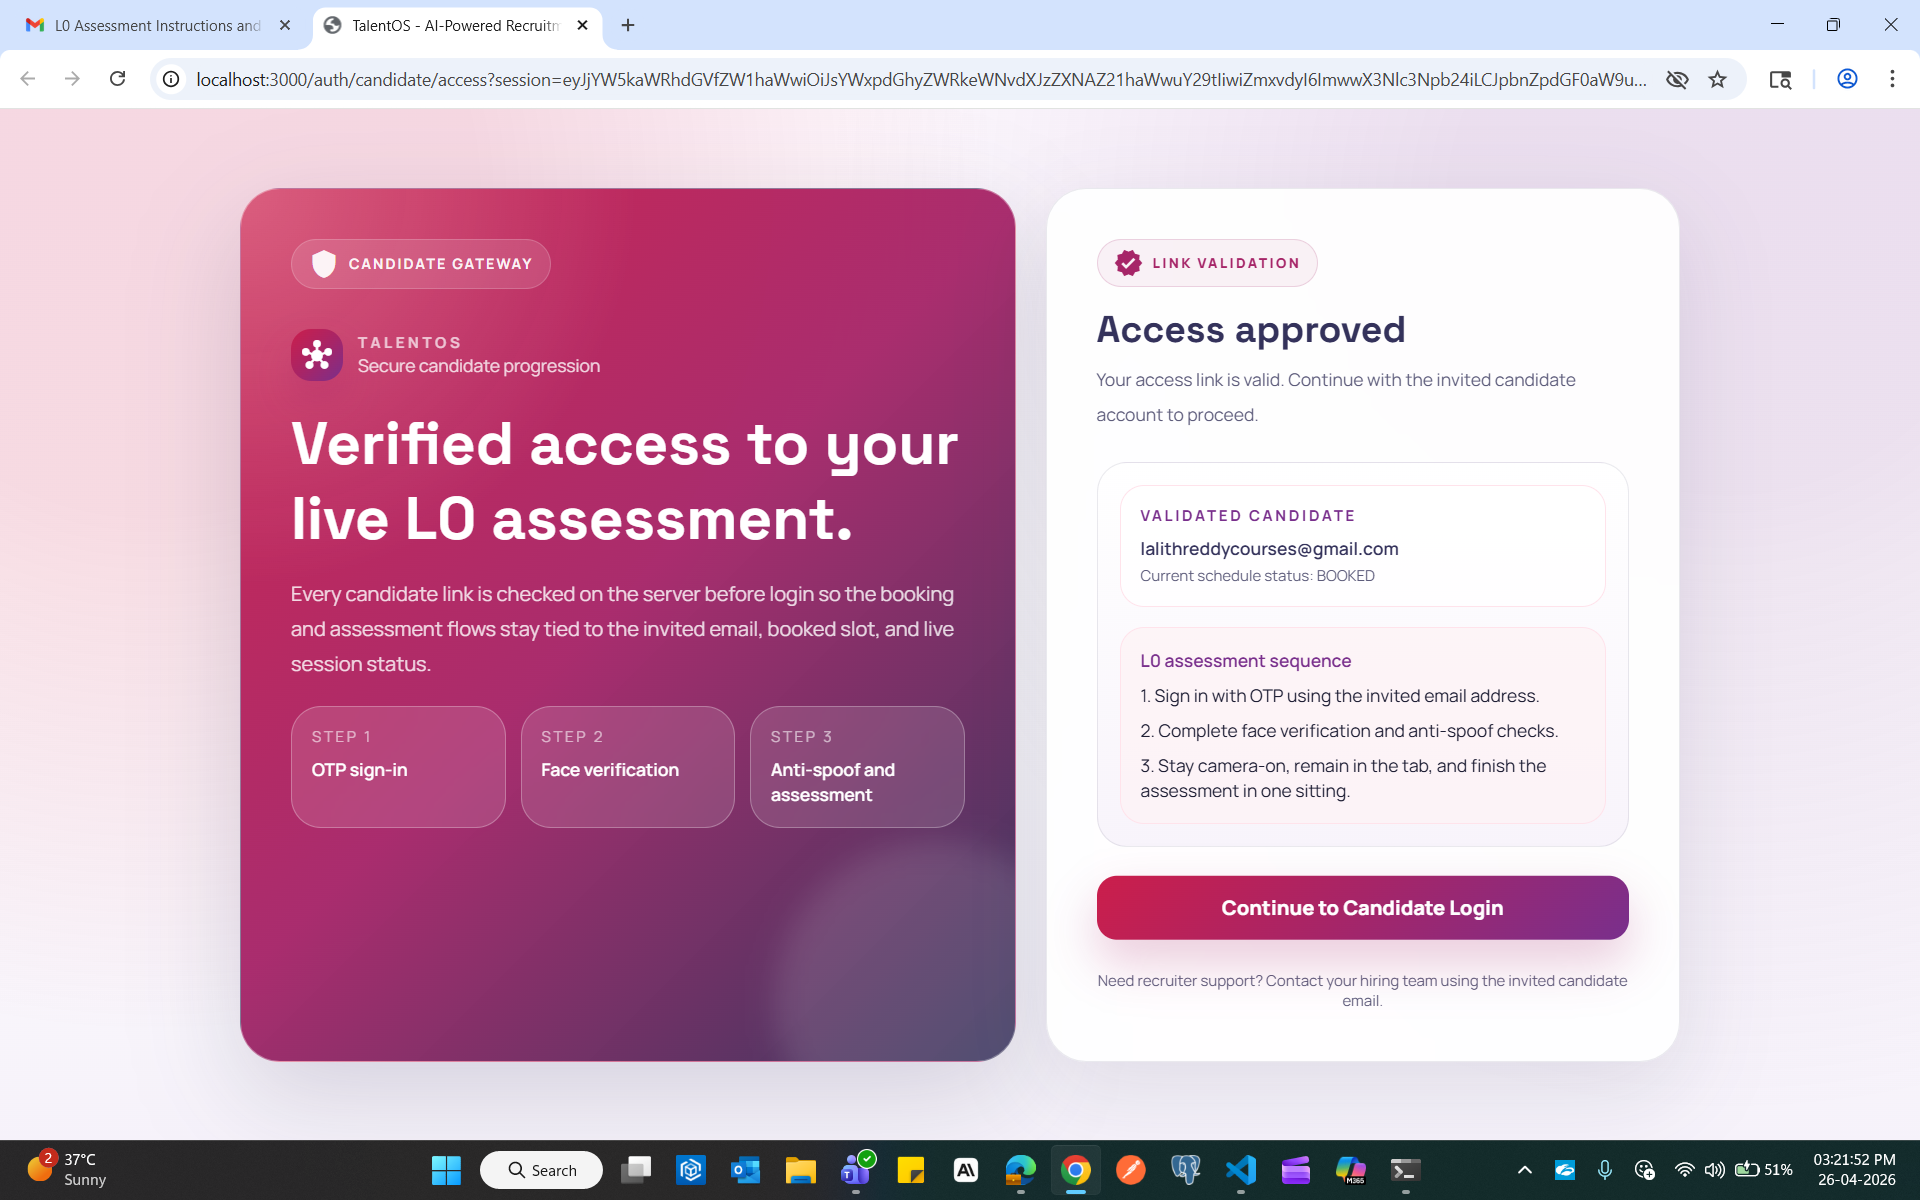 L0 Assessment Instructions and
TalentOS - AI-Powered Recruitm
localhost:3000/auth/candidate/access?session=eyJjYW5kaWRhdGVfZW1haWwiOiJsYWxpdGhyZWRkeWNvdXJzZXNAZ21haWwuY29tIiwiZmxvdyI6ImwwX3Nlc3Npb24iLCJpbnZpdGF0aW9u...
CANDIDATE GATEWAY
TALENTOS
Secure candidate progression
Verified access to your
live L0 assessment.
Every candidate link is checked on the server before login so the booking
and assessment flows stay tied to the invited email, booked slot, and live
session status.
STEP 1
OTP sign-in
STEP 2
Face verification
STEP 3
Anti-spoof and
assessment
LINK VALIDATION
Access approved
Your access link is valid. Continue with the invited candidate
account to proceed.
VALIDATED CANDIDATE
lalithreddycourses@gmail.com
Current schedule status: BOOKED
L0 assessment sequence
1. Sign in with OTP using the invited email address.
2. Complete face verification and anti-spoof checks.
3. Stay camera-on, remain in the tab, and finish the
assessment in one sitting.
Continue to Candidate Login
Need recruiter support? Contact your hiring team using the invited candidate
email.
2
37°C
Sunny
Search
M365
51%
03:21:52 PM
26-04-2026